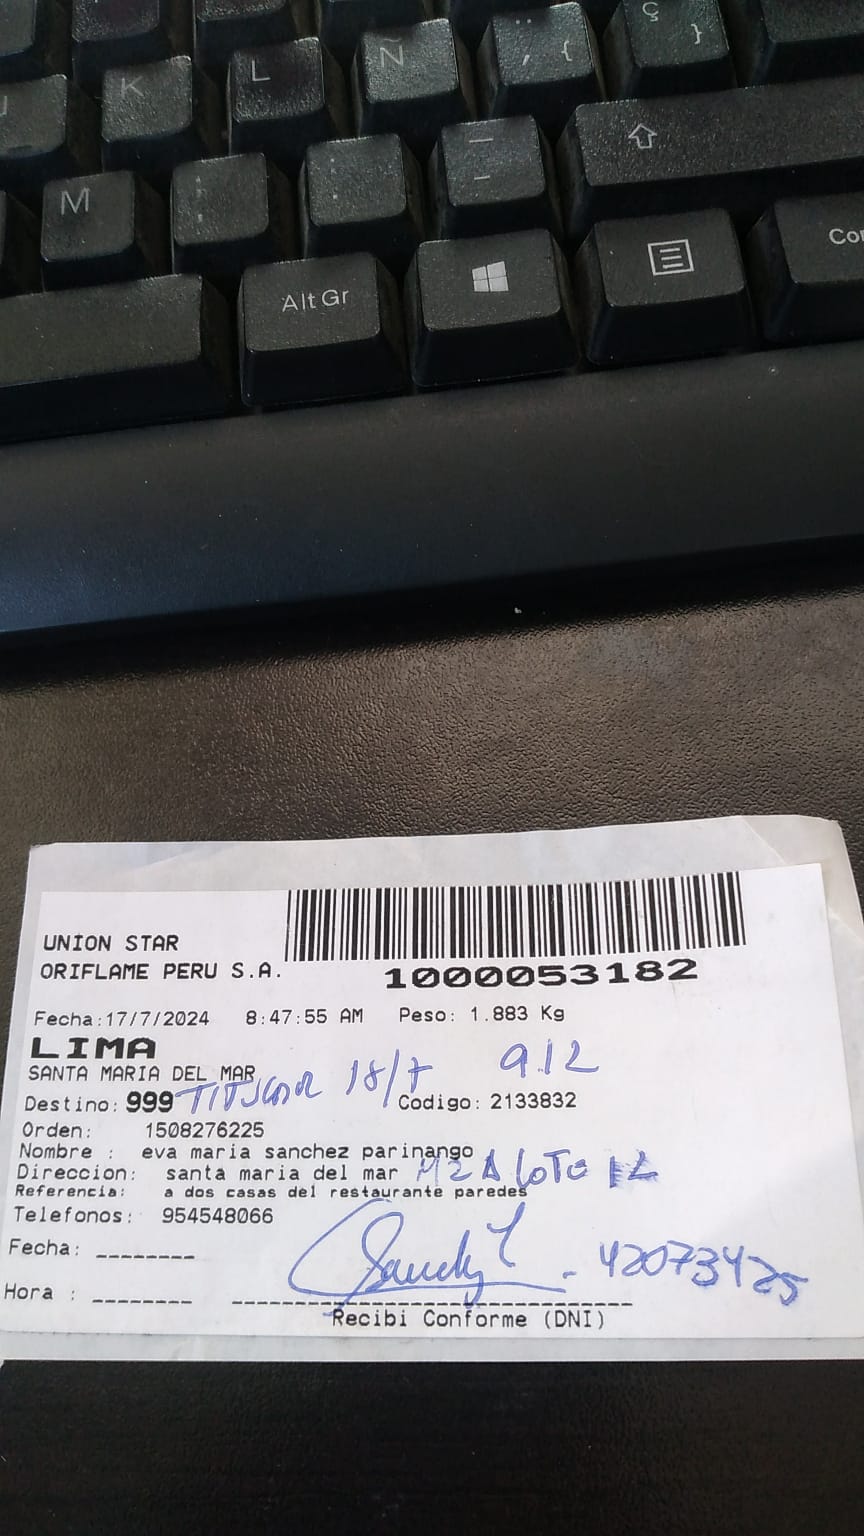 Ç }
K L Ñ ¨ ´ {
M ; , : . _ -
Alt Gr
UNION STAR
ORIFLAME PERU S.A.
1000053182
Fecha:17/7/2024 8:47:55 AM Peso: 1.883 Kg
LIMA
SANTA MARIA DEL MAR
18/7 912
Destino: 999 Codigo: 2133832
Orden: 1508276225
Nombre : eva maria sanchez parinango
Direccion: santa maria del mar MZ A LOTE
Referencia: a dos casas del restaurante paredes
Telefonos: 954548066
Fecha: ________
42073425
Hora : ________
Recibi Conforme (DNI)